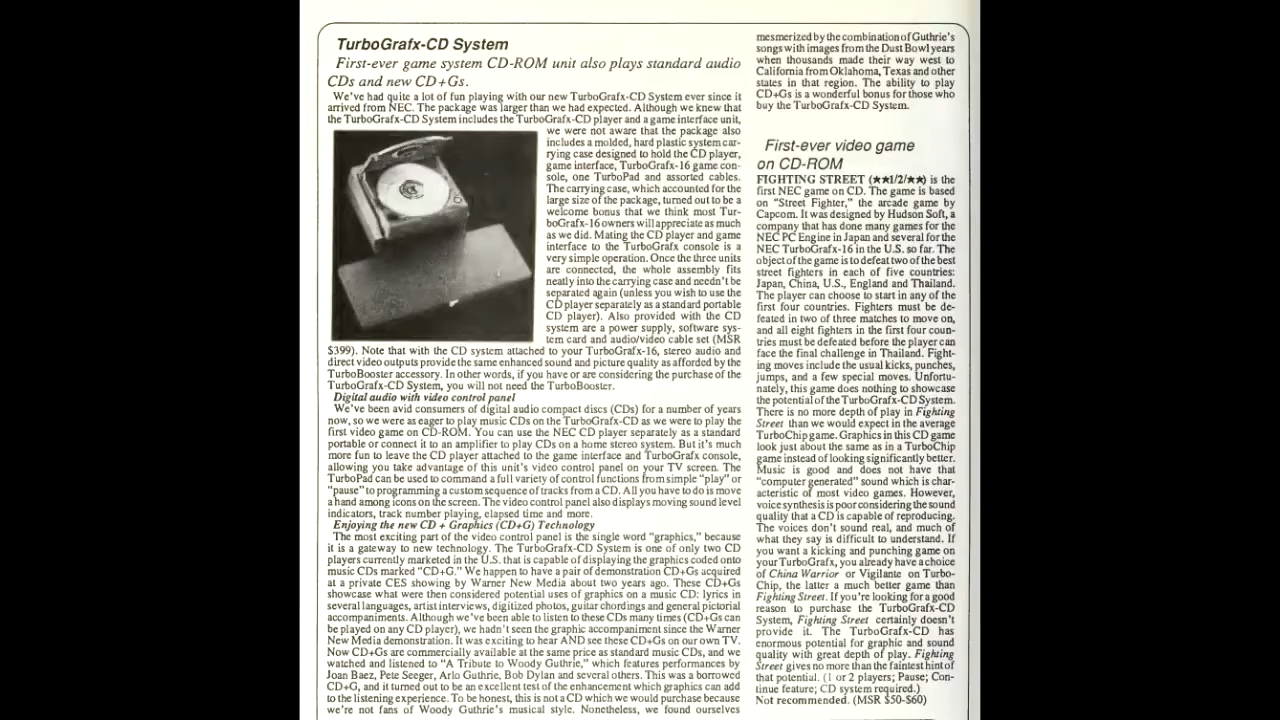 TurboGrafx-CD System
First-ever game system CD-ROM unit also plays standard audio
CDs and new CD+Gs.
We've had quite a lot of fun playing with our new TurboGrafx-CD System ever since it
arrived from NEC. The package was larger than we had expected. Although we knew that
the TurboGrafx-CD System includes the TurboGrafx-CD player and a game interface unit,
we were not aware that the package also
includes a molded, hard plastic system car-
rying case designed to hold the CD player,
game interface, TurboGrafx-16 game con-
sole, one TurboPad and assorted cables.
The carrying case, which accounted for the
large size of the package, turned out to be a
welcome bonus that we think most Tur-
boGrafx-16 owners will appreciate as much
as we did. Mating the CD player and game
interface to the TurboGrafx console is a
very simple operation. Once the three units
are connected, the whole assembly fits
neatly into the carrying case and needn't be
separated again (unless you wish to use the
CD player separately as a standard portable
CD player). Also provided with the CD
system are a power supply, software sys-
tem card and audio/video cable set (MSR
$399). Note that with the CD system attached to your TurboGrafx-16, stereo audio and
direct video outputs provide the same enhanced sound and picture quality as afforded by the
TurboBooster accessory. In other words, if you have or are considering the purchase of the
TurboGrafx-CD System, you will not need the TurboBooster.
Digital audio with video control panel
We've been avid consumers of digital audio compact discs (CDs) for a number of years
now, so we were as eager to play music CDs on the TurboGrafx-CD as we were to play the
first video game on CD-ROM. You can use the NEC CD player separately as a standard
portable or connect it to an amplifier to play CDs on a home stereo system. But it's much
more fun to leave the CD player attached to the game interface and TurboGrafx console,
allowing you take advantage of this unit's video control panel on your TV screen. The
TurboPad can be used to command a full variety of control functions from simple "play" or
"pause" to programming a custom sequence of tracks from a CD. All you have to do is move
a hand among icons on the screen. The video control panel also displays moving sound level
indicators, track number playing, elapsed time and more.
Enjoying the new CD + Graphics (CD+G) Technology
The most exciting part of the video control panel is the single word "graphics," because
it is a gateway to new technology. The TurboGrafx-CD System is one of only two CD
players currently marketed in the U.S. that is capable of displaying the graphics coded onto
music CDs marked "CD+G." We happen to have a pair of demonstration CD+Gs acquired
at a private CES showing by Warner New Media about two years ago. These CD+Gs
showcase what were then considered potential uses of graphics on a music CD: lyrics in
several languages, artist interviews, digitized photos, guitar chordings and general pictorial
accompaniments. Although we've been able to listen to these CDs many times (CD+Gs can
be played on any CD player), we hadn't seen the graphic accompaniment since the Warner
New Media demonstration. It was exciting to hear AND see these CD+Gs on our own TV.
Now CD+Gs are commercially available at the same price as standard music CDs, and we
watched and listened to "A Tribute to Woody Guthrie," which features performances by
Joan Baez, Pete Seeger, Arlo Guthrie, Bob Dylan and several others. This was a borrowed
CD+G, and it turned out to be an excellent test of the enhancement which graphics can add
to the listening experience. To be honest, this is not a CD which we would purchase because
we're not fans of Woody Guthrie's musical style. Nonetheless, we found ourselves
mesmerized by the combination of Guthrie's
songs with images from the Dust Bowl years
when thousands made their way west to
California from Oklahoma, Texas and other
states in that region. The ability to play
CD+Gs is a wonderful bonus for those who
buy the TurboGrafx-CD System.
First-ever video game
on CD-ROM
FIGHTING STREET (★★1/2/★★) is the
first NEC game on CD. The game is based
on "Street Fighter," the arcade game by
Capcom. It was designed by Hudson Soft, a
company that has done many games for the
NEC PC Engine in Japan and several for the
NEC TurboGrafx-16 in the U.S. so far. The
object of the game is to defeat two of the best
street fighters in each of five countries:
Japan, China, U.S., England and Thailand.
The player can choose to start in any of the
first four countries. Fighters must be de-
feated in two of three matches to move on,
and all eight fighters in the first four coun-
tries must be defeated before the player can
face the final challenge in Thailand. Fight-
ing moves include the usual kicks, punches,
jumps, and a few special moves. Unfortu-
nately, this game does nothing to showcase
the potential of the TurboGrafx-CD System.
There is no more depth of play in Fighting
Street than we would expect in the average
TurboChip game. Graphics in this CD game
look just about the same as in a TurboChip
game instead of looking significantly better.
Music is good and does not have that
"computer generated" sound which is char-
acteristic of most video games. However,
voice synthesis is poor considering the sound
quality that a CD is capable of reproducing.
The voices don't sound real, and much of
what they say is difficult to understand. If
you want a kicking and punching game on
your TurboGrafx, you already have a choice
of China Warrior or Vigilante on Turbo-
Chip, the latter a much better game than
Fighting Street. If you're looking for a good
reason to purchase the TurboGrafx-CD
System, Fighting Street certainly doesn't
provide it. The TurboGrafx-CD has
enormous potential for graphic and sound
quality with great depth of play. Fighting
Street gives no more than the faintest hint of
that potential. (1 or 2 players; Pause; Con-
tinue feature; CD system required.)
Not recommended. (MSR $50-$60)